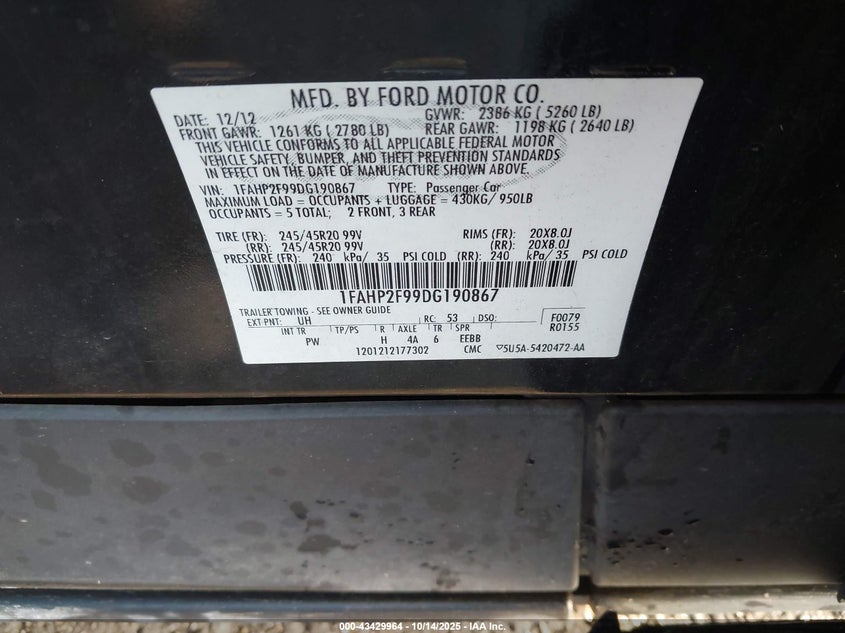 MFD. BY FORD MOTOR CO.
DATE: 12/12 GVWR: 2386 KG ( 5260 LB)
FRONT GAWR: 1261 KG ( 2780 LB) REAR GAWR: 1198 KG ( 2640 LB)
THIS VEHICLE CONFORMS TO ALL APPLICABLE FEDERAL MOTOR
VEHICLE SAFETY, BUMPER, AND THEFT PREVENTION STANDARDS
IN EFFECT ON THE DATE OF MANUFACTURE SHOWN ABOVE.
VIN: 1FAHP2F99DG190867 TYPE: Passenger Car
MAXIMUM LOAD = OCCUPANTS + LUGGAGE = 430KG/ 950LB
OCCUPANTS = 5 TOTAL; 2 FRONT, 3 REAR
TIRE (FR): 245/45R20 99V RIMS (FR): 20X8.0J
(RR): 245/45R20 99V (RR): 20X8.0J
PRESSURE (FR): 240 kPa/ 35 PSI COLD (RR): 240 kPa/ 35 PSI COLD
1FAHP2F99DG190867
TRAILER TOWING - SEE OWNER GUIDE
EXT PNT: UH RC: 53 DSO: F0079
INT TR TP/PS R AXLE TR SPR R0155
PW H 4A 6 EEBB
1201212177302 CMC ▽5U5A-5420472-AA
000-43429964 - 10/14/2025 - IAA Inc.